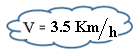 V = 3.5 Km/h